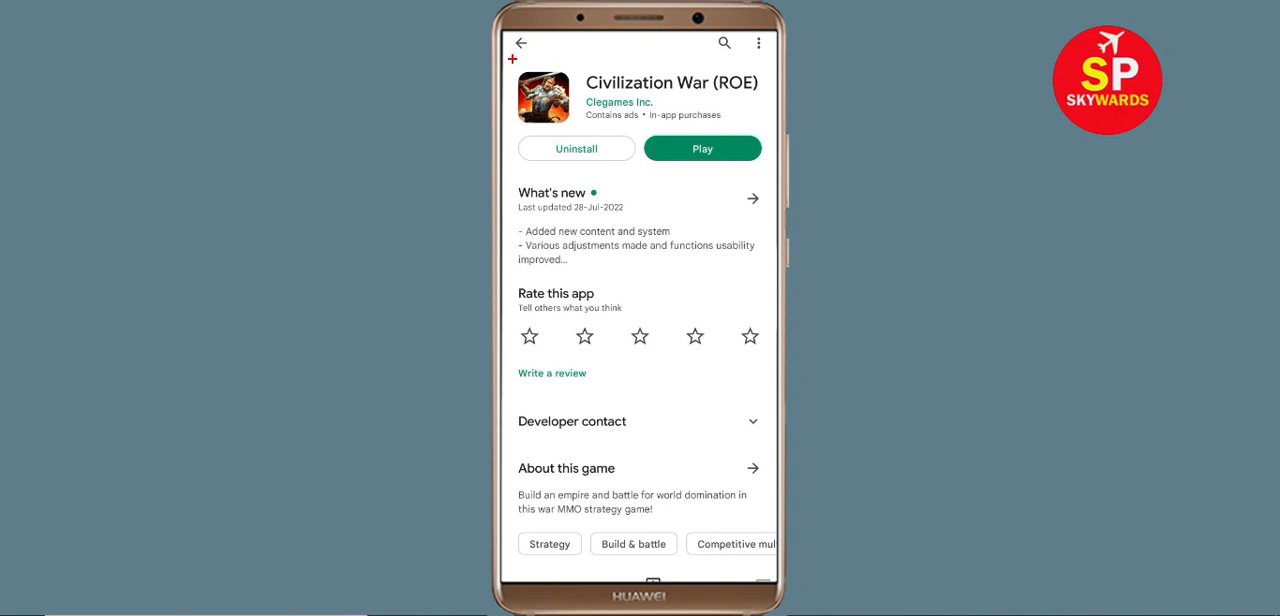 SP
SKYWARDS
Civilization War (ROE)
Clegames Inc.
Contains ads • In-app purchases
Uninstall
Play
What's new
Last updated 28-Jul-2022
- Added new content and system
- Various adjustments made and functions usability
improved...
Rate this app
Tell others what you think
Write a review
Developer contact
About this game
Build an empire and battle for world domination in
this war MMO strategy game!
Strategy
Build & battle
Competitive mul
HUAWEI